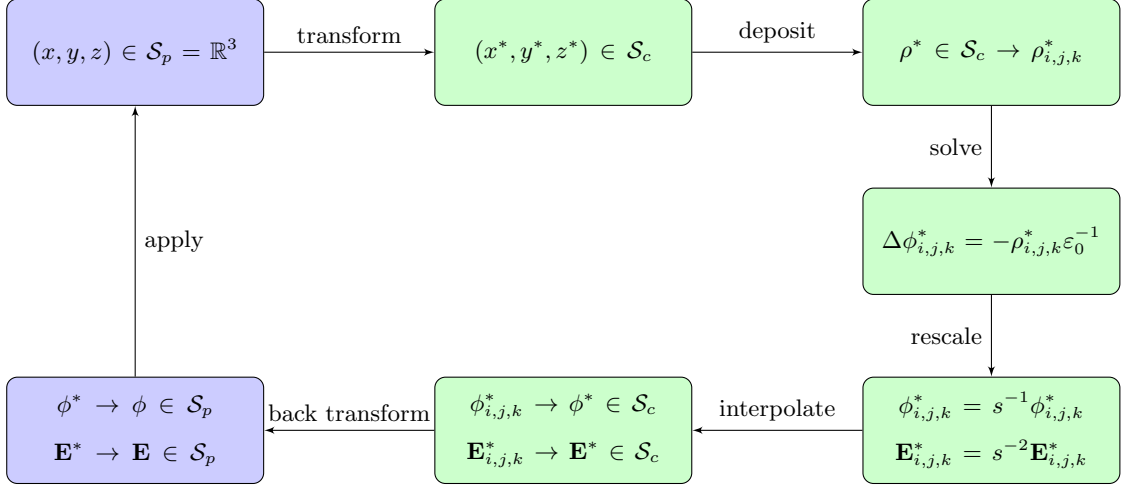 (x, y, z) ∈ 𝒮_p = ℝ³
transform
(x*, y*, z*) ∈ 𝒮_c
deposit
ρ* ∈ 𝒮_c → ρ*_{i,j,k}
solve
Δφ*_{i,j,k} = −ρ*_{i,j,k} ε₀⁻¹
rescale
φ*_{i,j,k} = s⁻¹ φ*_{i,j,k}
𝐄*_{i,j,k} = s⁻² 𝐄*_{i,j,k}
interpolate
φ*_{i,j,k} → φ* ∈ 𝒮_c
𝐄*_{i,j,k} → 𝐄* ∈ 𝒮_c
back transform
φ* → φ ∈ 𝒮_p
𝐄* → 𝐄 ∈ 𝒮_p
apply